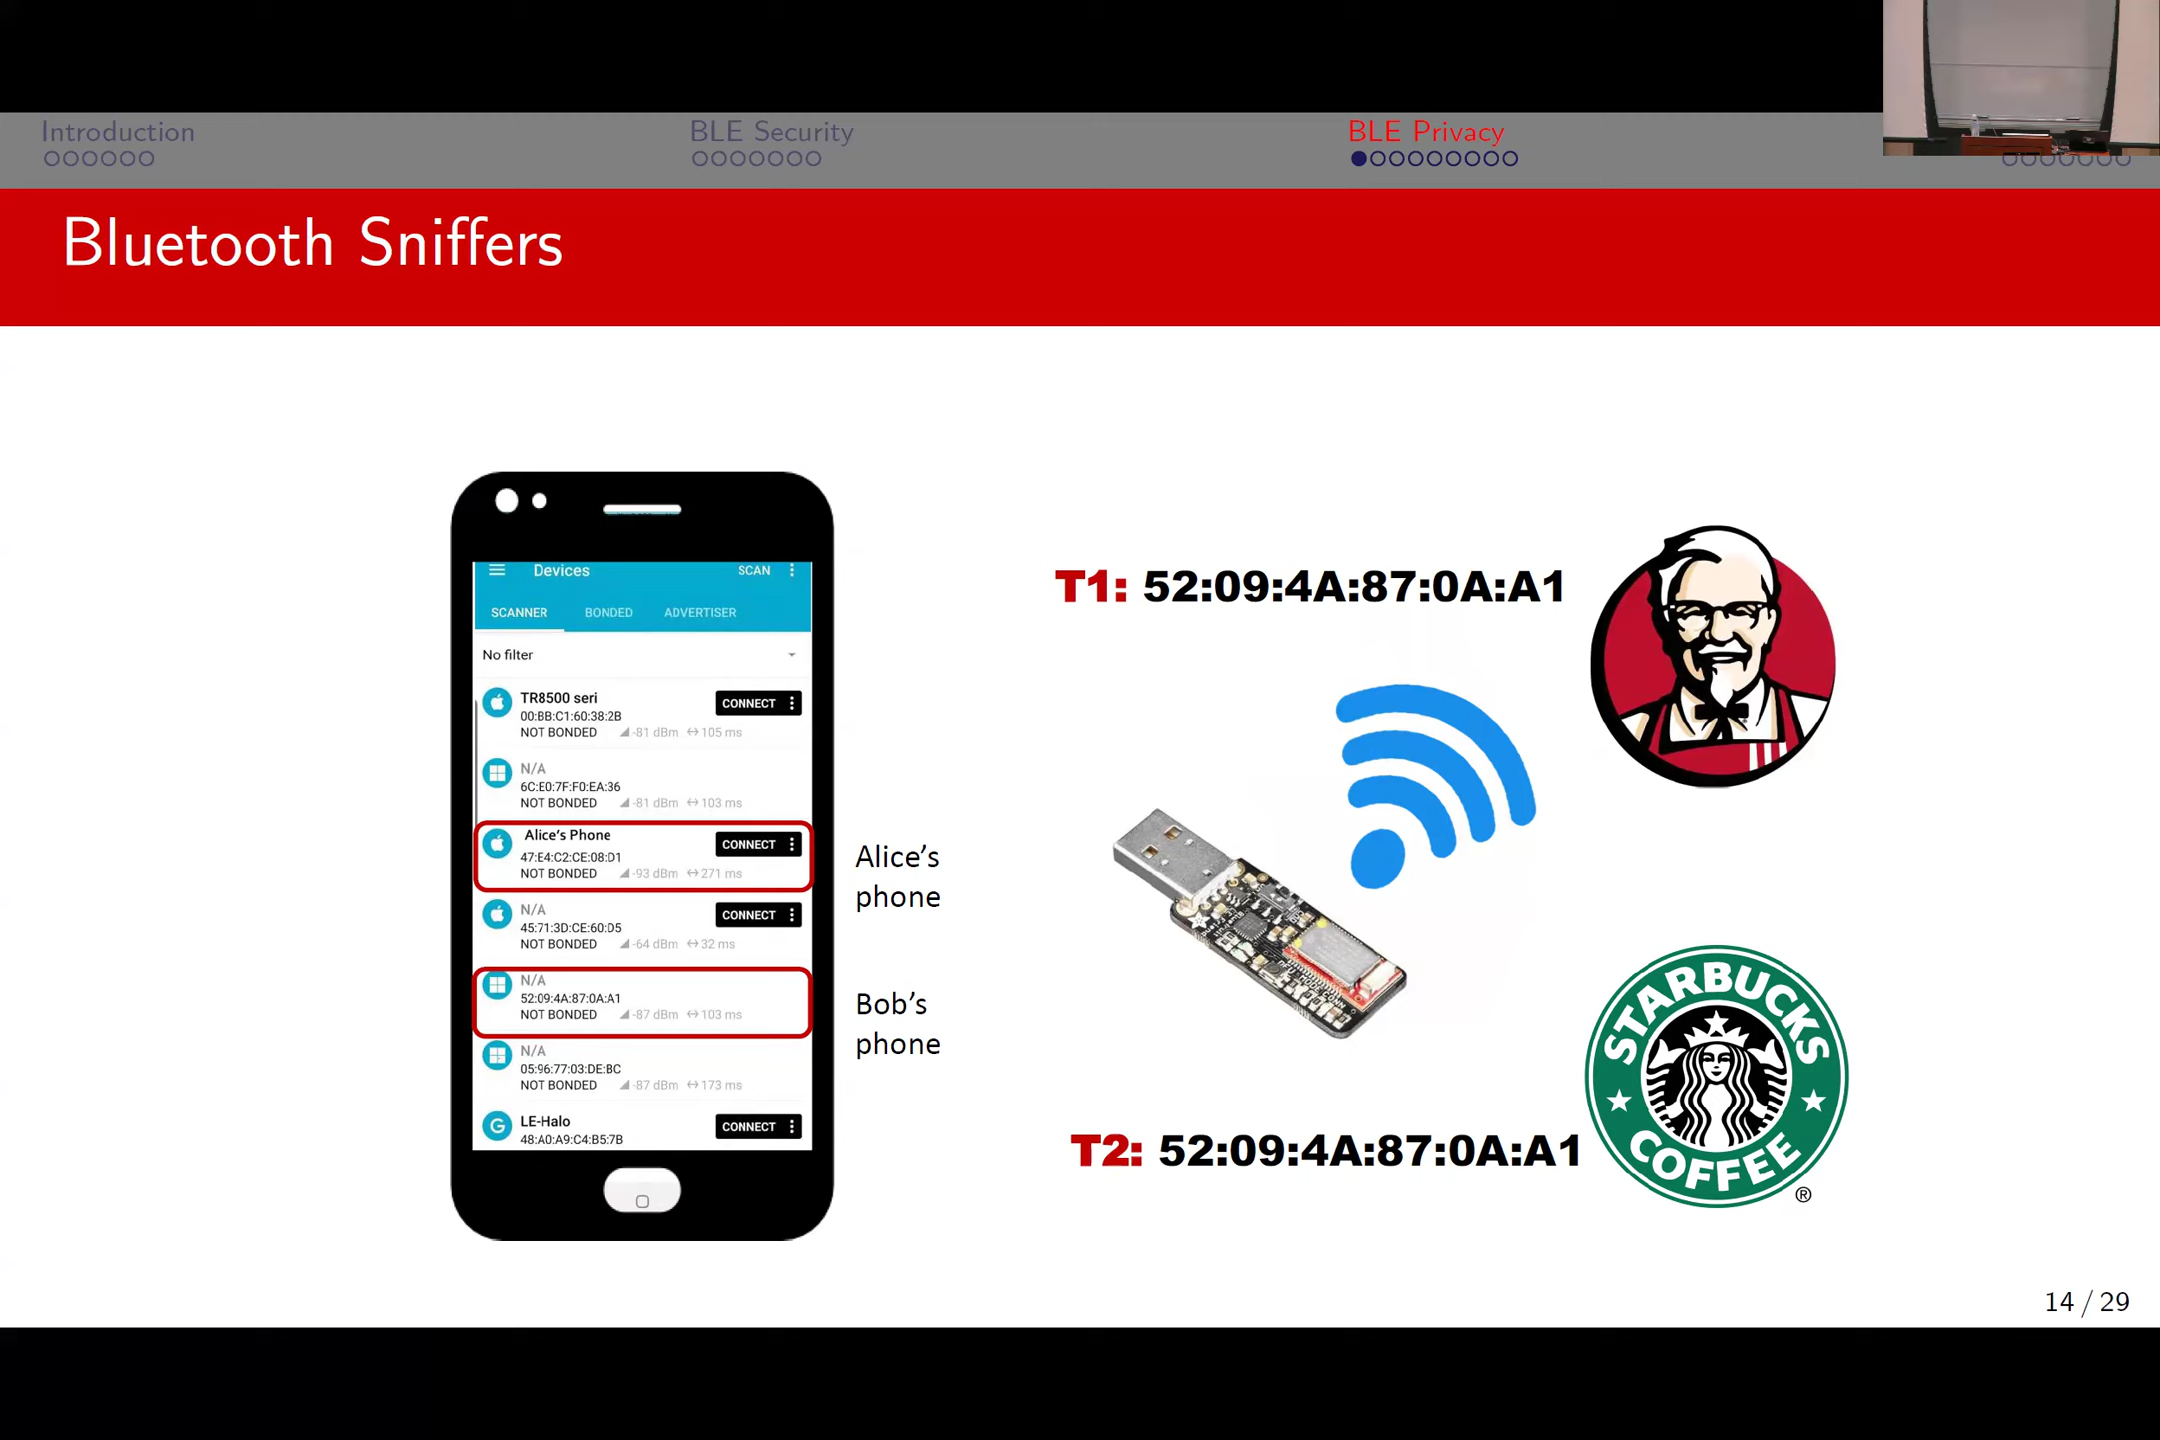 Introduction
BLE Security
BLE Privacy
Bluetooth Sniffers
Devices
SCAN
SCANNER
BONDED
ADVERTISER
No filter
TR8500 seri
CONNECT
00:BB:C1:60:38:2B
NOT BONDED
-81 dBm
105 ms
N/A
6C:E0:7F:F0:EA:36
NOT BONDED
-81 dBm
103 ms
Alice's Phone
CONNECT
47:E4:C2:CE:08:D1
NOT BONDED
-93 dBm
271 ms
N/A
CONNECT
45:71:3D:CE:60:D5
NOT BONDED
-64 dBm
32 ms
N/A
52:09:4A:87:0A:A1
NOT BONDED
-87 dBm
103 ms
N/A
05:96:77:03:DE:BC
NOT BONDED
-87 dBm
173 ms
G
LE-Halo
CONNECT
48:A0:A9:C4:B5:7B
Alice's
phone
Bob's
phone
T1: 52:09:4A:87:0A:A1
T2: 52:09:4A:87:0A:A1
STARBUCKS
COFFEE
®
14 / 29